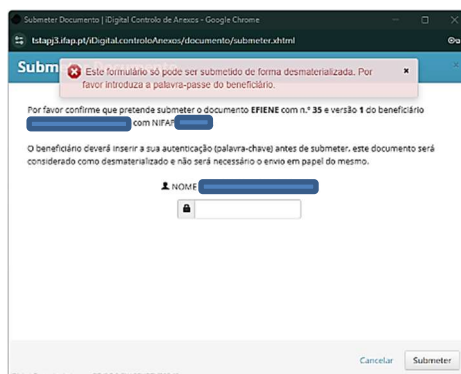 Submeter Documento | iDigital Controlo de Anexos - Google Chrome
tstapj3.ifap.pt/iDigital.controloAnexos/documento/submeter.xhtml
Subm
Este formulário só pode ser submetido de forma desmaterializada. Por
favor introduza a palavra-passe do beneficiário.
Por favor confirme que pretende submeter o documento EFIENE com n.º 35 e versão 1 do beneficiário
com NIFAP
O beneficiário deverá inserir a sua autenticação (palavra-chave) antes de submeter, este documento será
considerado como desmaterializado e não será necessário o envio em papel do mesmo.
NOME
Cancelar Submeter